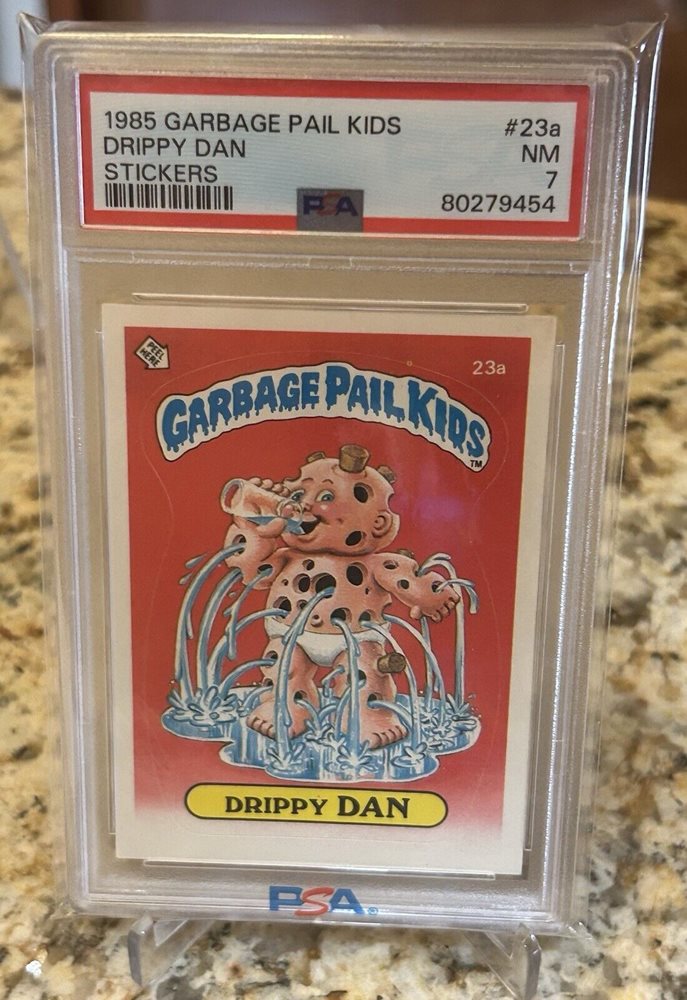 1985 GARBAGE PAIL KIDS #23a
DRIPPY DAN NM
STICKERS 7
PSA 80279454
PEEL
HERE
23a
GARBAGE PAIL KIDS
TM
DRIPPY DAN
PSA®